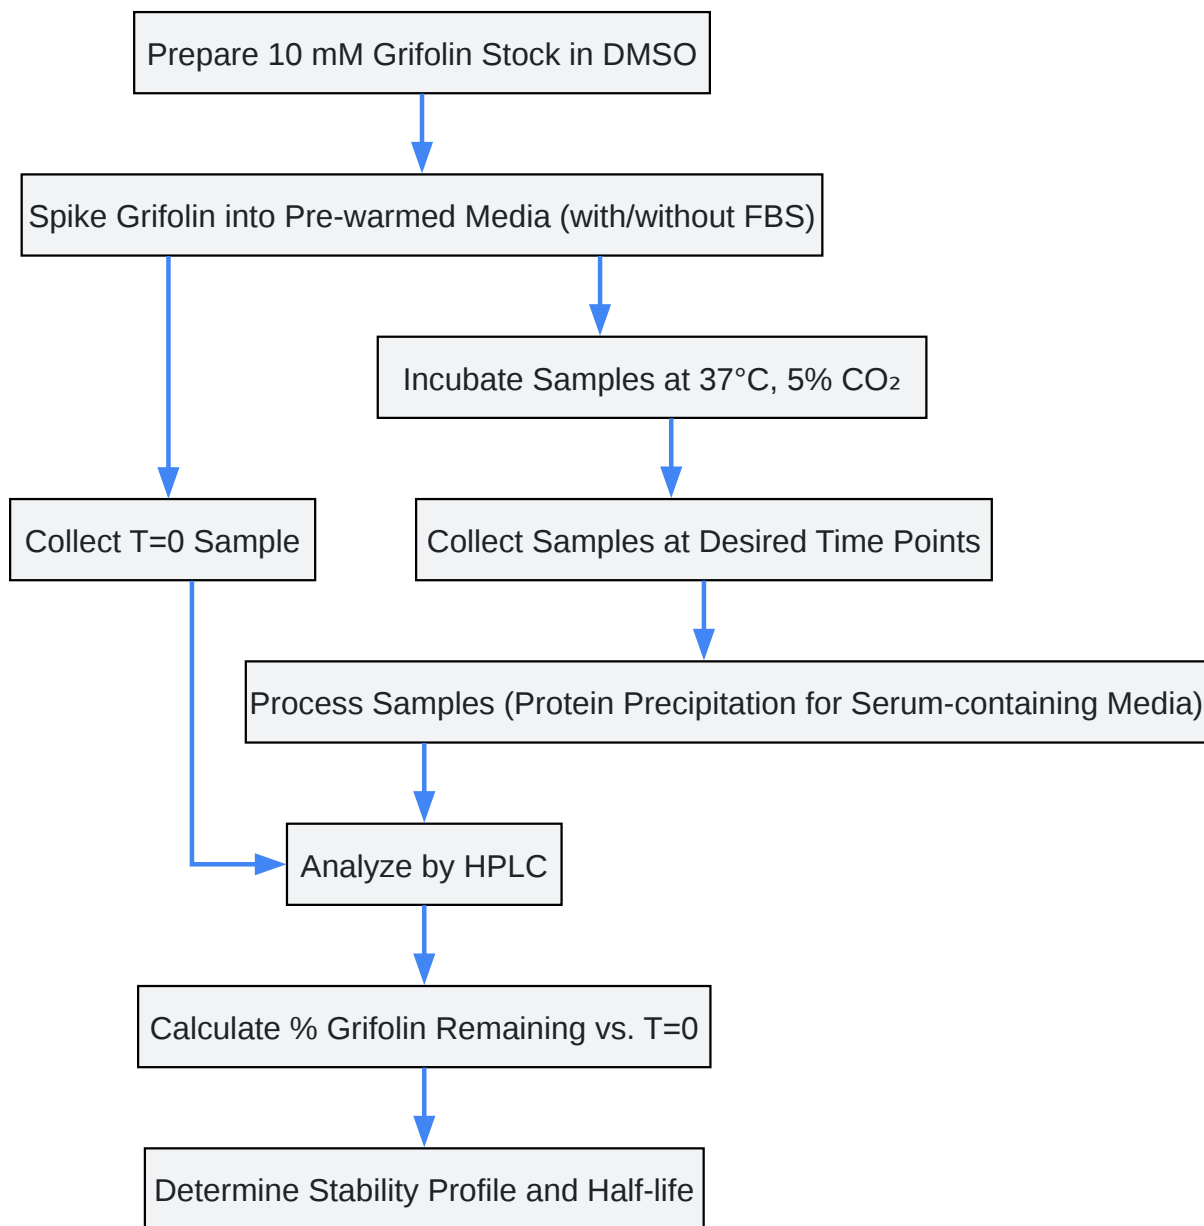 Prepare 10 mM Grifolin Stock in DMSO
Spike Grifolin into Pre-warmed Media (with/without FBS)
Incubate Samples at 37°C, 5% CO₂
Collect T=0 Sample
Collect Samples at Desired Time Points
Process Samples (Protein Precipitation for Serum-containing Media)
Analyze by HPLC
Calculate % Grifolin Remaining vs. T=0
Determine Stability Profile and Half-life